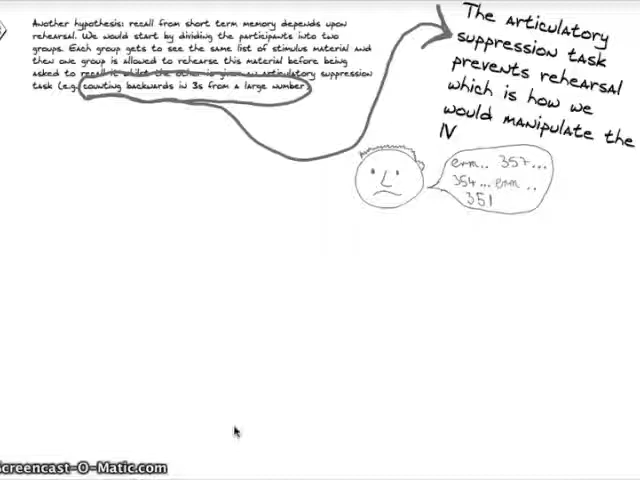 Another hypothesis: recall from short term memory depends upon
rehearsal. We would start by dividing the participants into two
groups. Each group gets to see the same list of stimulus material and
then one group is allowed to rehearse this material before being
asked to recall it whilst the other is given an articulatory suppression
task (e.g. counting backwards in 3s from a large number)
The articulatory
suppression task
prevents rehearsal
which is how we
would manipulate the
IV
erm.. 357...
354... erm ..
351
Screencast-O-Matic.com